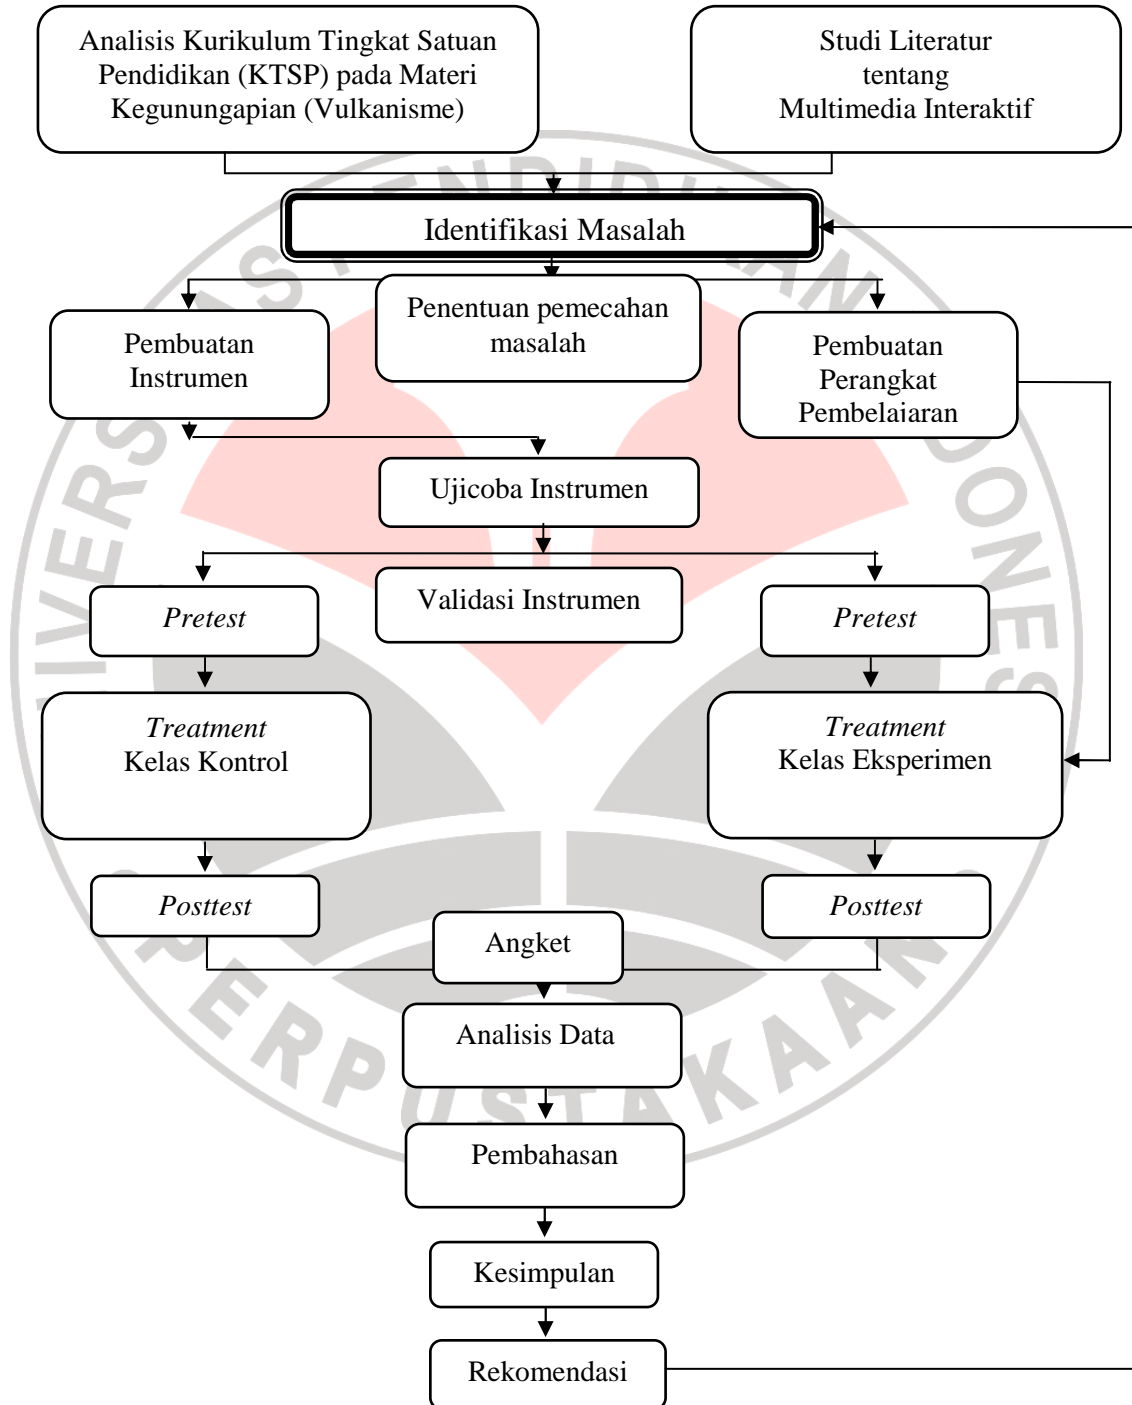 Analisis Kurikulum Tingkat Satuan
Pendidikan (KTSP) pada Materi
Kegunungapian (Vulkanisme)
Studi Literatur
tentang
Multimedia Interaktif
Identifikasi Masalah
Penentuan pemecahan
masalah
Pembuatan
Instrumen
Pembuatan
Perangkat
Pembelaiaran
Ujicoba Instrumen
Validasi Instrumen
Pretest
Pretest
Treatment
Kelas Kontrol
Treatment
Kelas Eksperimen
Posttest
Posttest
Angket
Analisis Data
Pembahasan
Kesimpulan
Rekomendasi
PERPUSTAKAAN